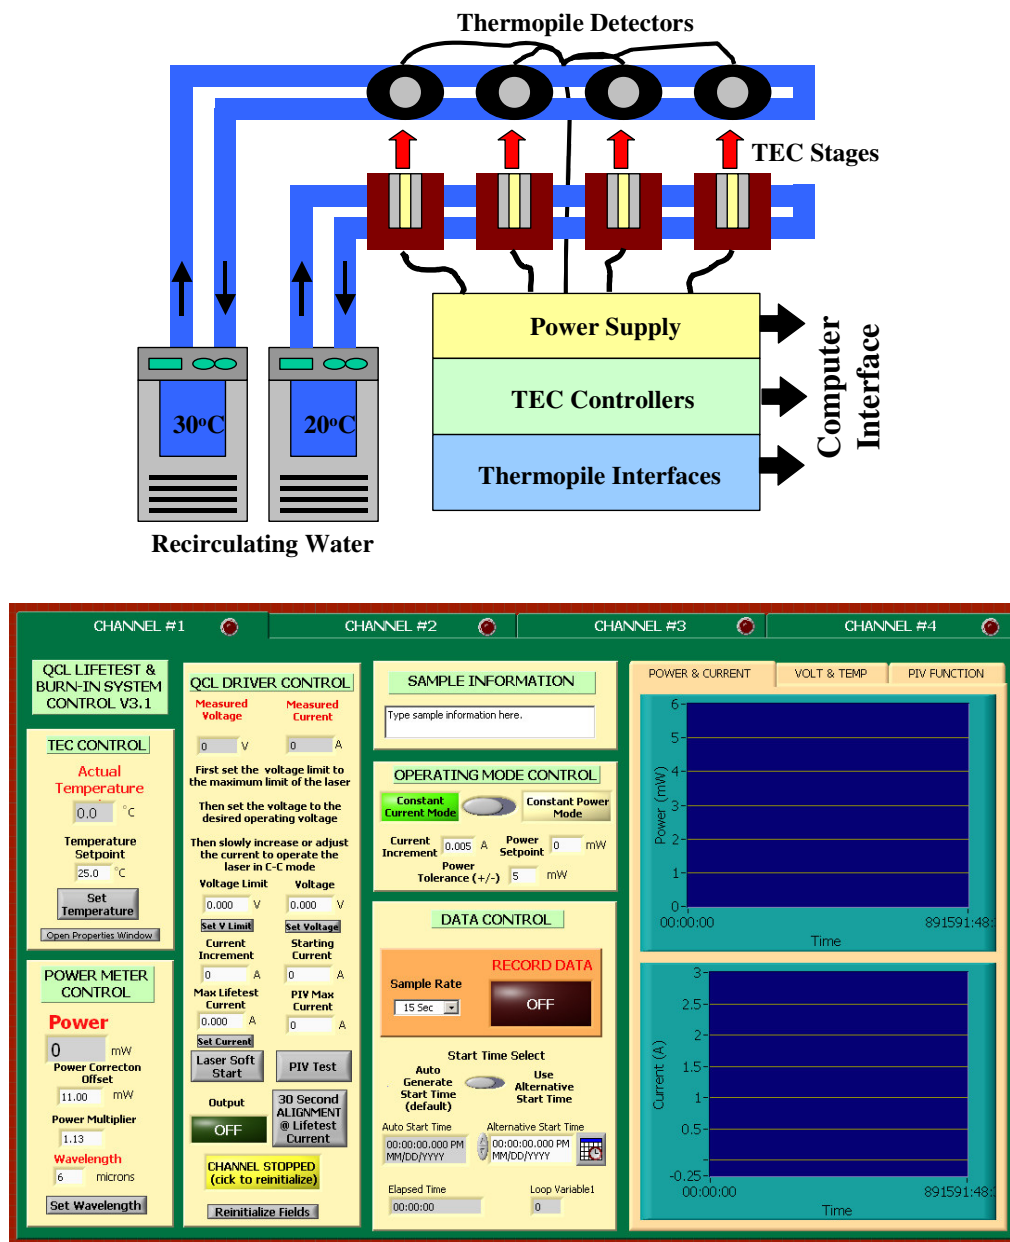 Thermopile Detectors
TEC Stages
Power Supply
TEC Controllers
Thermopile Interfaces
Computer
Interface
30°C
20°C
Recirculating Water
CHANNEL #1
CHANNEL #2
CHANNEL #3
CHANNEL #4
QCL LIFETEST &
BURN-IN SYSTEM
CONTROL V3.1
TEC CONTROL
Actual
Temperature
0.0 °C
Temperature
Setpoint
25.0 °C
Set
Temperature
Open Properties Window
POWER METER
CONTROL
Power
0 mW
Power Correcton
Offset
11.00 mW
Power Multiplier
1.13
Wavelength
6 microns
Set Wavelength
QCL DRIVER CONTROL
Measured
Voltage
Measured
Current
0 V
0 A
First set the voltage limit to
the maximum limit of the laser
Then set the voltage to the
desired operating voltage
Then slowly increase or adjust
the current to operate the
laser in C-C mode
Voltage Limit
Voltage
0.000 V
0.000 V
Set V Limit
Set Voltage
Current
Increment
Starting
Current
0 A
0 A
Max Lifetest
Current
PIV Max
Current
0.000 A
0 A
Set Current
Laser Soft
Start
PIV Test
Output
OFF
30 Second
ALIGNMENT
@ Lifetest
Current
CHANNEL STOPPED
(cick to reinitialize)
Reinitialize Fields
SAMPLE INFORMATION
Type sample information here.
OPERATING MODE CONTROL
Constant
Current Mode
Constant Power
Mode
Current
Increment
0.005 A
Power
Setpoint
0 mW
Power
Tolerance (+/-)
5 mW
DATA CONTROL
RECORD DATA
Sample Rate
15 Sec
OFF
Start Time Select
Auto
Generate
Start Time
(default)
Use
Alternative
Start Time
Auto Start Time
Alternative Start Time
00:00:00.000 PM
MM/DD/YYYY
00:00:00.000 PM
MM/DD/YYYY
Elapsed Time
Loop Variable1
00:00:00
0
POWER & CURRENT
VOLT & TEMP
PIV FUNCTION
Power (mW)
6
5
4
3
2
1
0
00:00:00
891591:48:
Time
Current (A)
3
2.5
2
1
0.5
-0.25
00:00:00
891591:48:
Time